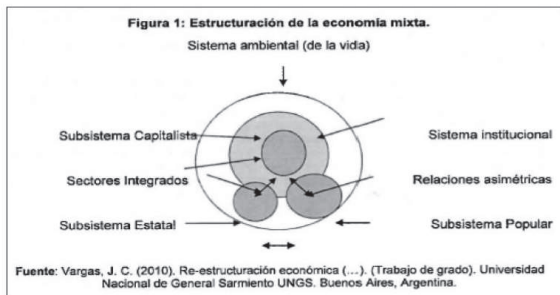 Figura 1: Estructuración de la economía mixta.
Sistema ambiental (de la vida)
Subsistema Capitalista
Sistema institucional
Sectores Integrados
Relaciones asimétricas
Subsistema Estatal
Subsistema Popular
Fuente: Vargas, J. C. (2010). Re-estructuración económica (...). (Trabajo de grado). Universidad
Nacional de General Sarmiento UNGS. Buenos Aires, Argentina.